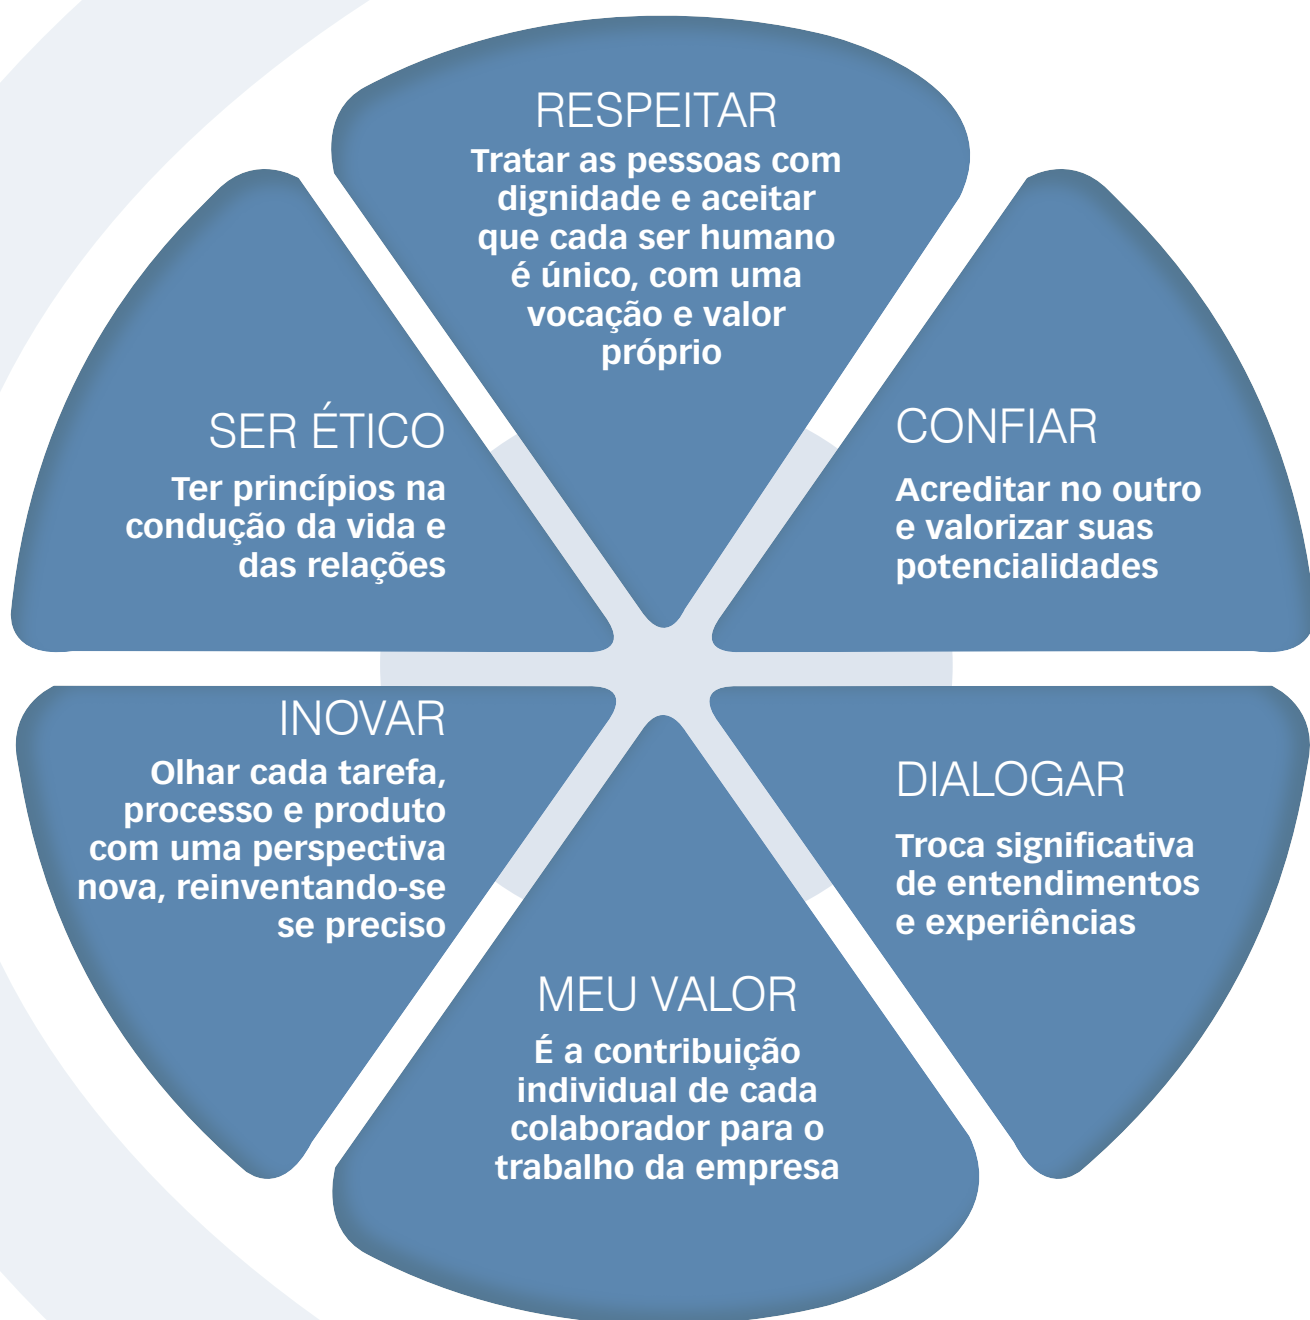 RESPEITAR
Tratar as pessoas com
dignidade e aceitar
que cada ser humano
é único, com uma
vocação e valor
próprio
CONFIAR
Acreditar no outro
e valorizar suas
potencialidades
DIALOGAR
Troca significativa
de entendimentos
e experiências
MEU VALOR
É a contribuição
individual de cada
colaborador para o
trabalho da empresa
INOVAR
Olhar cada tarefa,
processo e produto
com uma perspectiva
nova, reinventando-se
se preciso
SER ÉTICO
Ter princípios na
condução da vida e
das relações